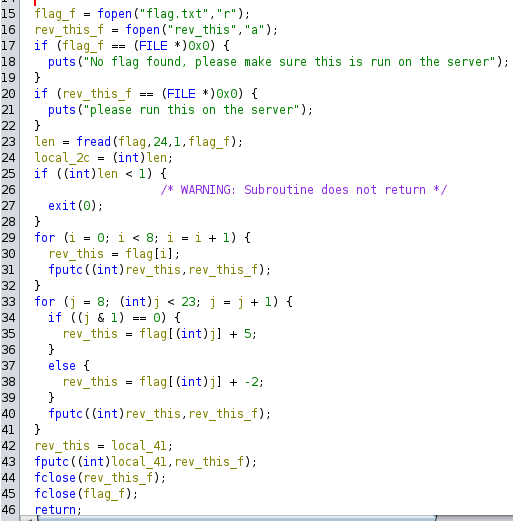 15 flag_f = fopen("flag.txt","r");
16 rev_this_f = fopen("rev_this","a");
17 if (flag_f == (FILE *)0x0) {
18 puts("No flag found, please make sure this is run on the server");
19 }
20 if (rev_this_f == (FILE *)0x0) {
21 puts("please run this on the server");
22 }
23 len = fread(flag,24,1,flag_f);
24 local_2c = (int)len;
25 if ((int)len < 1) {
26 /* WARNING: Subroutine does not return */
27 exit(0);
28 }
29 for (i = 0; i < 8; i = i + 1) {
30 rev_this = flag[i];
31 fputc((int)rev_this,rev_this_f);
32 }
33 for (j = 8; (int)j < 23; j = j + 1) {
34 if ((j & 1) == 0) {
35 rev_this = flag[(int)j] + 5;
36 }
37 else {
38 rev_this = flag[(int)j] + -2;
39 }
40 fputc((int)rev_this,rev_this_f);
41 }
42 rev_this = local_41;
43 fputc((int)local_41,rev_this_f);
44 fclose(rev_this_f);
45 fclose(flag_f);
46 return;